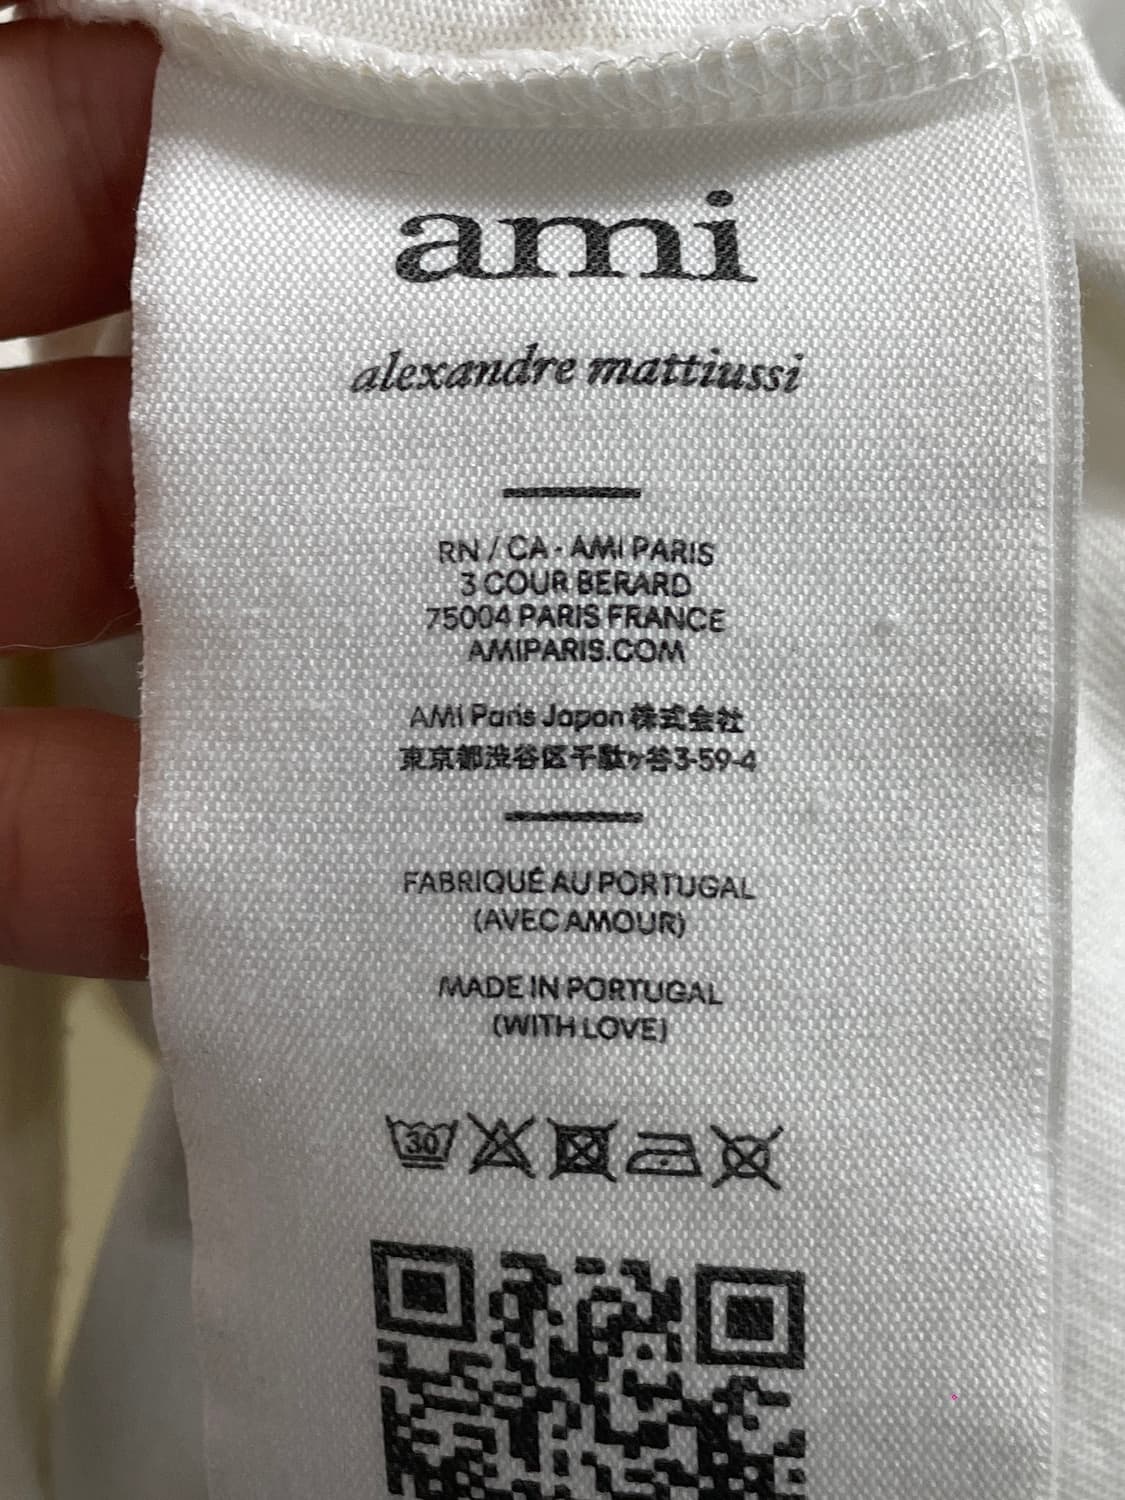 ami
alexandre mattiussi
RN / CA - AMI PARIS
3 COUR BERARD
75004 PARIS FRANCE
AMIPARIS.COM
AMI Paris Japon 株式会社
東京都渋谷区千駄ヶ谷3-59-4
FABRIQUÉ AU PORTUGAL
(AVEC AMOUR)
MADE IN PORTUGAL
(WITH LOVE)
30